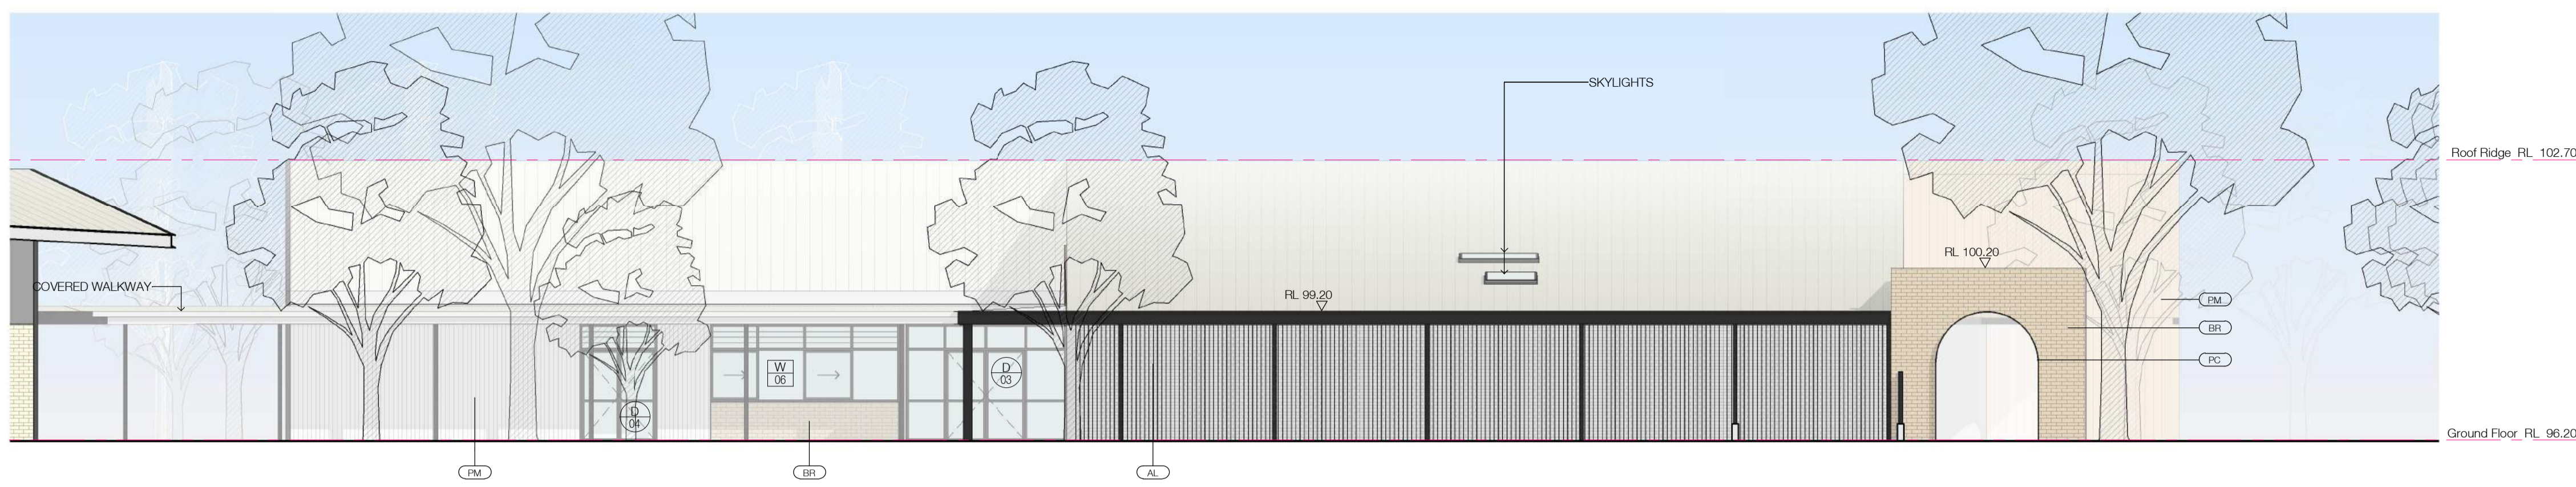 SKYLIGHTS
Roof Ridge RL 102.70
RL 100.20
COVERED WALKWAY
RL 99.20
PM
BR
PC
W
06
D
03
D
04
Ground Floor RL 96.20
PM
BR
AL